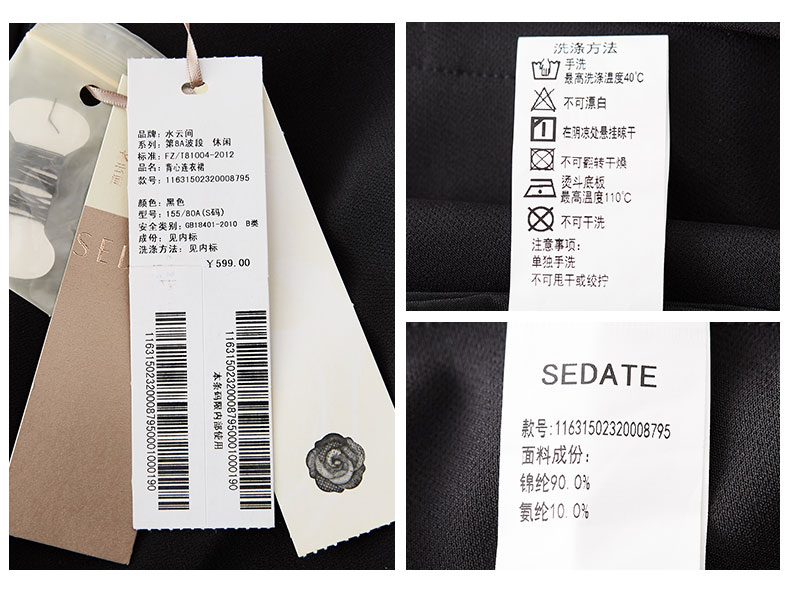 SED
品牌：水云间
系列：第8A波段 休闲
标准：FZ/T81004-2012
品名：背心连衣裙
款号：11631502320008795
颜色：黑色
型号：155/80A(S码)
安全类别：GB18401-2010 B类
成份：见内标
洗涤方法：见内标
￥599.00
116315023200087950001000190
本条码限内部使用
116315023200087950001000190
洗涤方法
手洗
最高洗涤温度40℃
不可漂白
在阴凉处悬挂晾干
不可翻转干燥
熨斗底板
最高温度110℃
不可干洗
注意事项：
单独手洗
不可甩干或绞拧
SEDATE
款号:11631502320008795
面料成份：
锦纶90.0%
氨纶10.0%